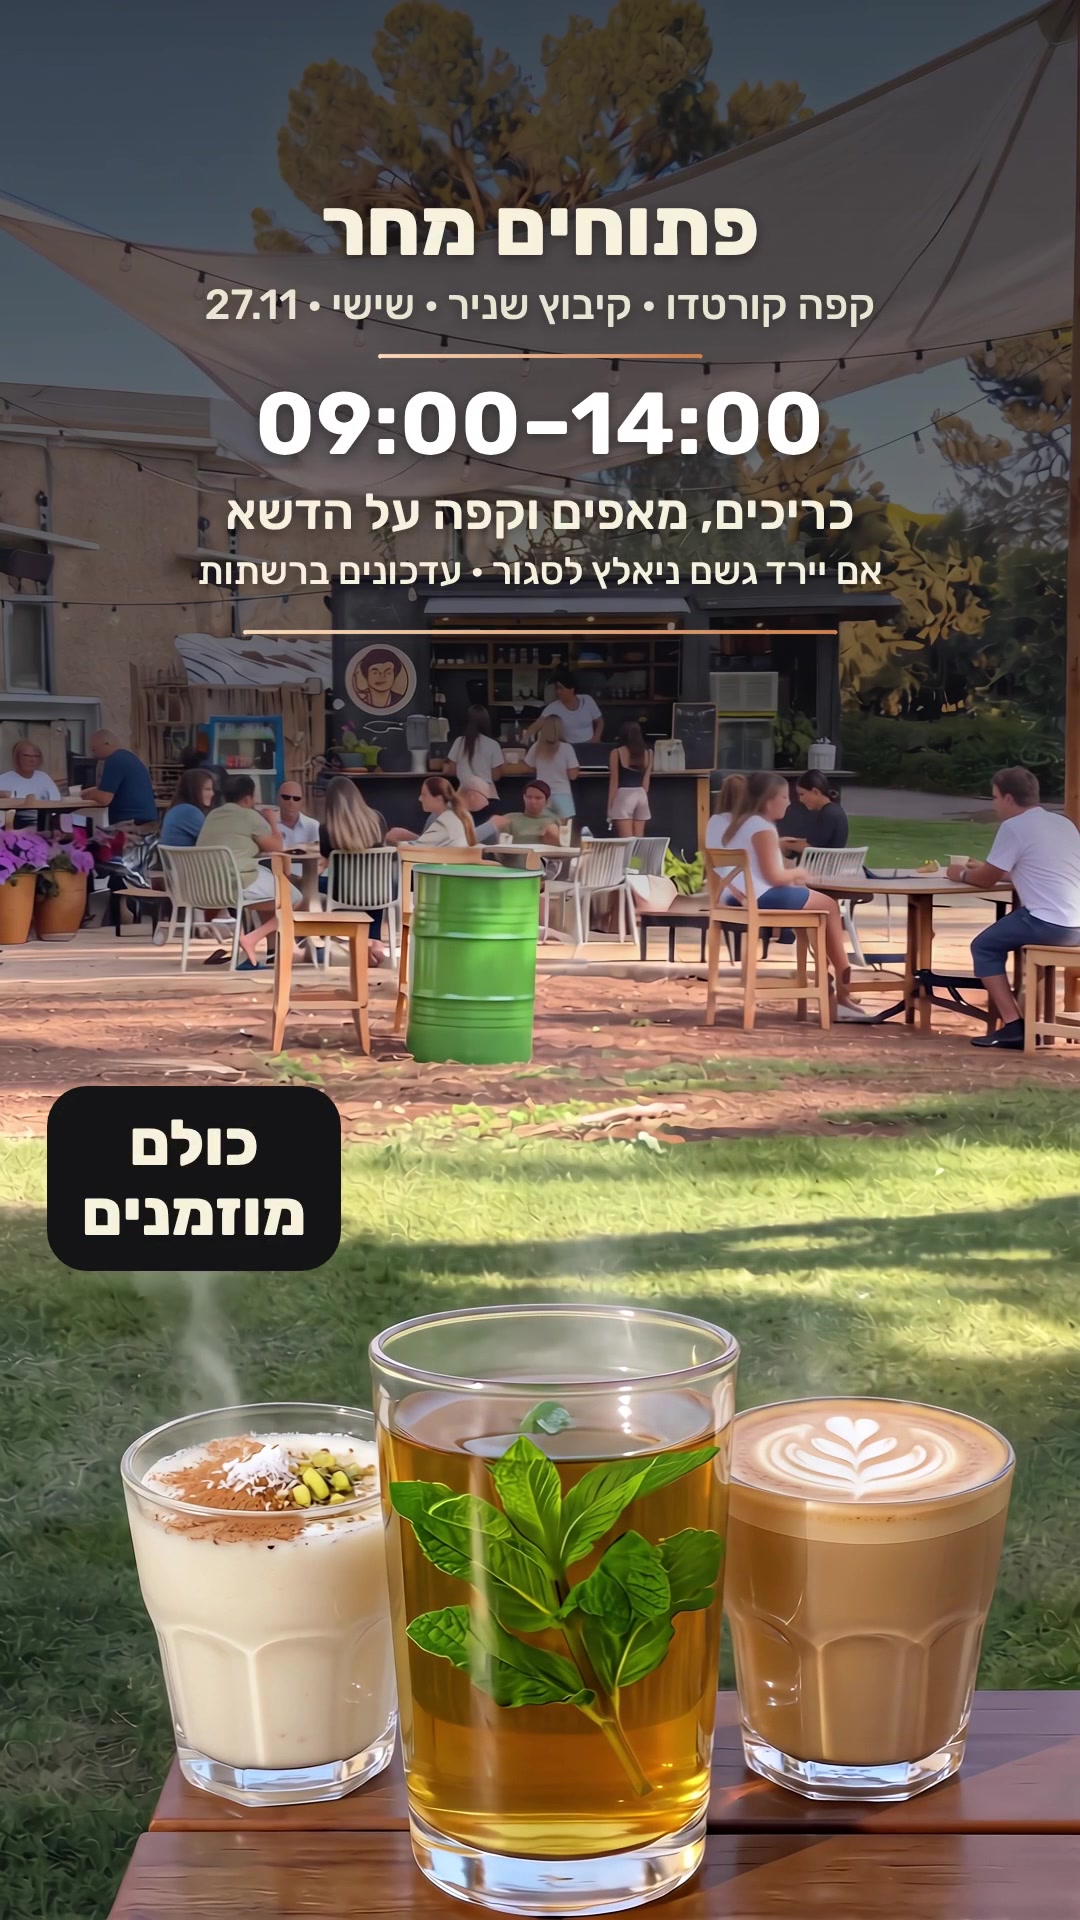 פתוחים מחר
קפה קורטדו • קיבוץ שניר • שישי • 27.11
09:00–14:00
כריכים, מאפים וקפה על הדשא
אם יירד גשם ניאלץ לסגור • עדכונים ברשתות
כולם
מוזמנים